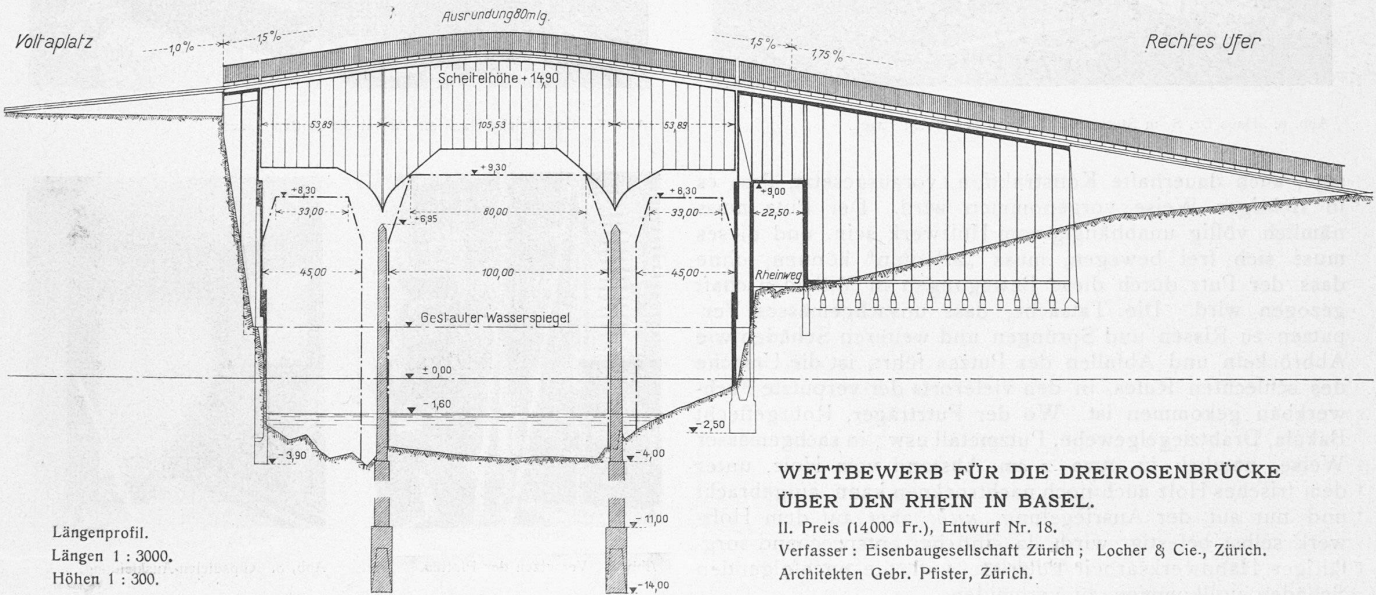 Ausrundung 80 m lg.
Voltaplatz
1,0 %
1,5 %
1,5 %
1,75 %
Rechtes Ufer
Scheitelhöhe + 14,90
53,89
105,53
53,89
+ 8,30
+ 9,30
+ 8,30
+ 9,00
33,00
+ 6,95
80,00
33,00
22,50
45,00
100,00
45,00
Rheinweg
Gestauter Wasserspiegel
± 0,00
− 1,60
− 2,50
− 3,90
− 4,00
− 11,00
− 14,00
Längenprofil.
Längen 1 : 3000.
Höhen 1 : 300.
WETTBEWERB FÜR DIE DREIROSENBRÜCKE
ÜBER DEN RHEIN IN BASEL.
II. Preis (14000 Fr.), Entwurf Nr. 18.
Verfasser: Eisenbaugesellschaft Zürich; Locher & Cie., Zürich.
Architekten Gebr. Pfister, Zürich.